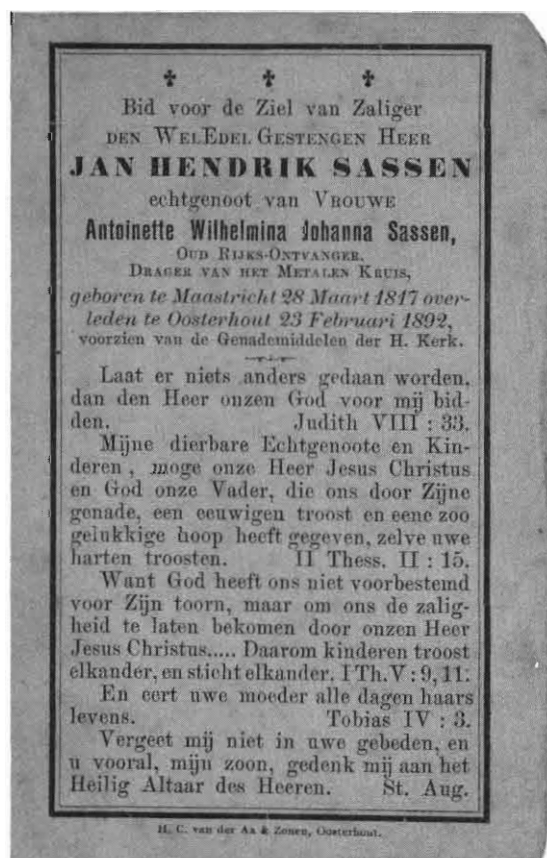 Bid voor de Ziel van Zaliger
DEN WELEDEL GESTENGEN HEER
JAN HENDRIK SASSEN
echtgenoot van VROUWE
Antoinette Wilhelmina Johanna Sassen,
OUD RIJKS-ONTVANGER.
DRAGER VAN HET METALEN KRUIS,
geboren te Maastricht 28 Maart 1817 over-
leden te Oosterhout 23 Februari 1892,
voorzien van de Genademiddelen der H. Kerk.
Laat er niets anders gedaan worden,
dan den Heer onzen God voor mij bid-
den. Judith VIII : 33.
Mijne dierbare Echtgenoote en Kin-
deren, moge onze Heer Jesus Christus
en God onze Vader, die ons door Zijne
genade, een eeuwigen troost en eene zoo
gelukkige hoop heeft gegeven, zelve uwe
harten troosten. II Thess. II : 15.
Want God heeft ons niet voorbestemd
voor Zijn toorn, maar om ons de zalig-
heid te laten bekomen door onzen Heer
Jesus Christus..... Daarom kinderen troost
elkander, en sticht elkander. I Th. V : 9, 11.
En eert uwe moeder alle dagen haars
levens. Tobias IV : 3.
Vergeet mij niet in uwe gebeden, en
u vooral, mijn zoon, gedenk mij aan het
Heilig Altaar des Heeren. St. Aug.
H. C. van der Aa & Zonen, Oosterhout.